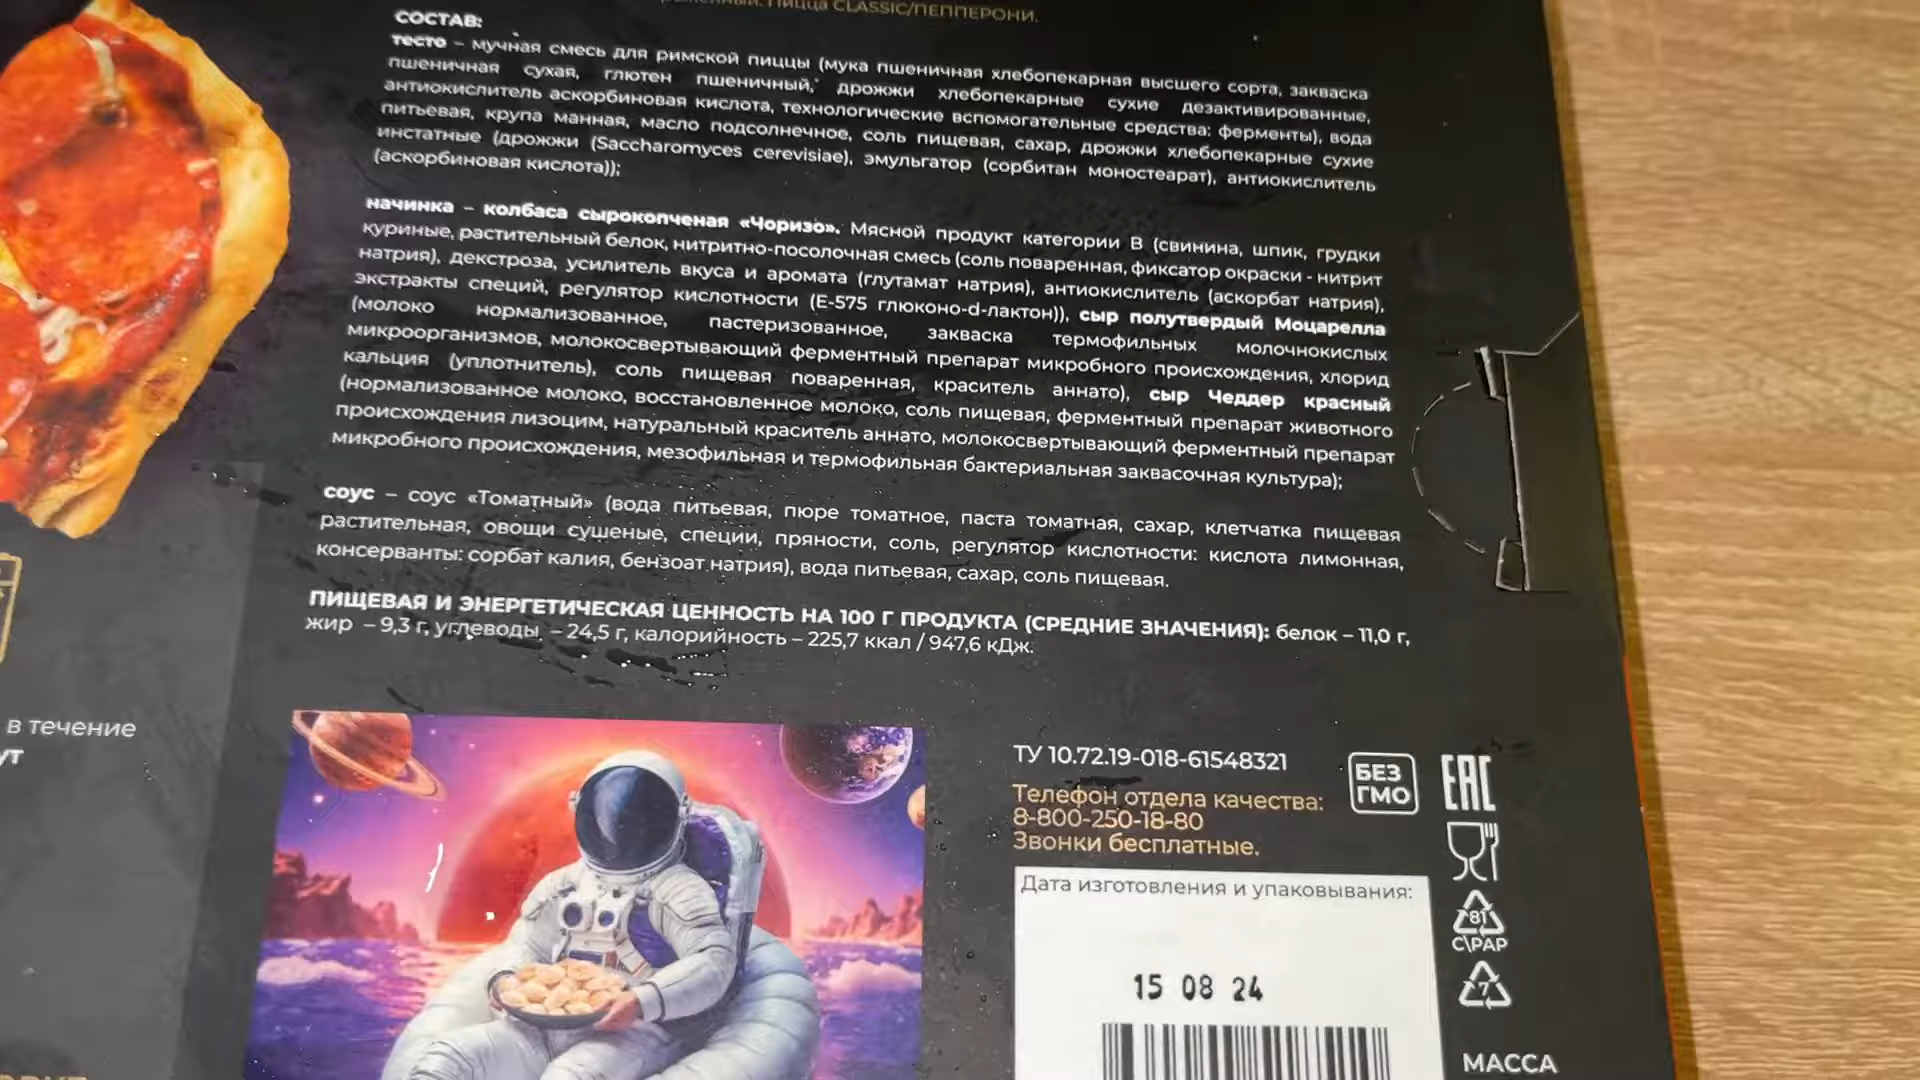 Пицца CLASSIC/ПЕППЕРОНИ.
СОСТАВ:
тесто – мучная смесь для римской пиццы (мука пшеничная хлебопекарная высшего сорта, закваска
пшеничная сухая, глютен пшеничный, дрожжи хлебопекарные сухие дезактивированные,
антиокислитель аскорбиновая кислота, технологические вспомогательные средства: ферменты), вода
питьевая, крупа манная, масло подсолнечное, соль пищевая, сахар, дрожжи хлебопекарные сухие
инстатные (дрожжи (Saccharomyces cerevisiae), эмульгатор (сорбитан моностеарат), антиокислитель
(аскорбиновая кислота));
начинка – колбаса сырокопченая «Чоризо». Мясной продукт категории В (свинина, шпик, грудки
куриные, растительный белок, нитритно-посолочная смесь (соль поваренная, фиксатор окраски - нитрит
натрия), декстроза, усилитель вкуса и аромата (глутамат натрия), антиокислитель (аскорбат натрия),
экстракты специй, регулятор кислотности (Е-575 глюконо-d-лактон)), сыр полутвердый Моцарелла
(молоко нормализованное, пастеризованное, закваска термофильных молочнокислых
микроорганизмов, молокосвертывающий ферментный препарат микробного происхождения, хлорид
кальция (уплотнитель), соль пищевая поваренная, краситель аннато), сыр Чеддер красный
(нормализованное молоко, восстановленное молоко, соль пищевая, ферментный препарат животного
происхождения лизоцим, натуральный краситель аннато, молокосвертывающий ферментный препарат
микробного происхождения, мезофильная и термофильная бактериальная заквасочная культура);
соус – соус «Томатный» (вода питьевая, пюре томатное, паста томатная, сахар, клетчатка пищевая
растительная, овощи сушеные, специи, пряности, соль, регулятор кислотности: кислота лимонная,
консерванты: сорбат калия, бензоат натрия), вода питьевая, сахар, соль пищевая.
ПИЩЕВАЯ И ЭНЕРГЕТИЧЕСКАЯ ЦЕННОСТЬ НА 100 Г ПРОДУКТА (СРЕДНИЕ ЗНАЧЕНИЯ): белок – 11,0 г,
жир – 9,3 г, углеводы – 24,5 г, калорийность – 225,7 ккал / 947,6 кДж.
в течение
ТУ 10.72.19-018-61548321
Телефон отдела качества:
8-800-250-18-80
Звонки бесплатные.
БЕЗ
ГМО
EAC
Дата изготовления и упаковывания:
15 08 24
81
C\PAP
7
МАССА